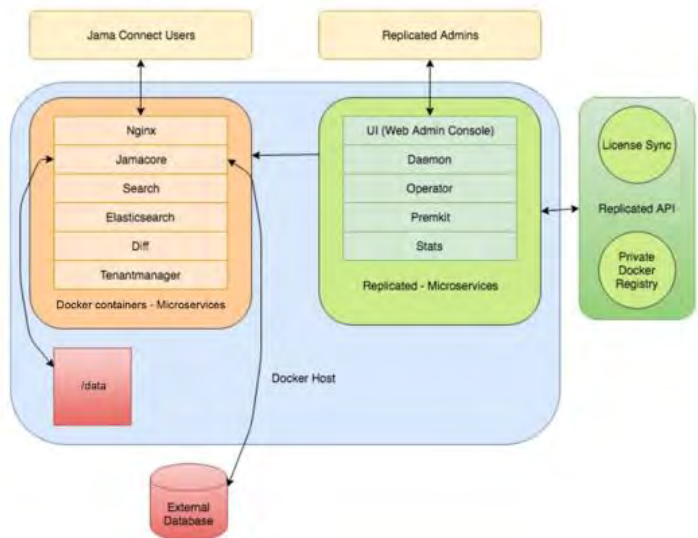 Jama Connect Users
Replicated Admins
Nginx
Jamacore
Search
Elasticsearch
Diff
Tenantmanager
Docker containers - Microservices
UI (Web Admin Console)
Daemon
Operator
Premkit
Stats
Replicated - Microservices
License Sync
Replicated API
Private
Docker
Registry
/data
Docker Host
External
Database